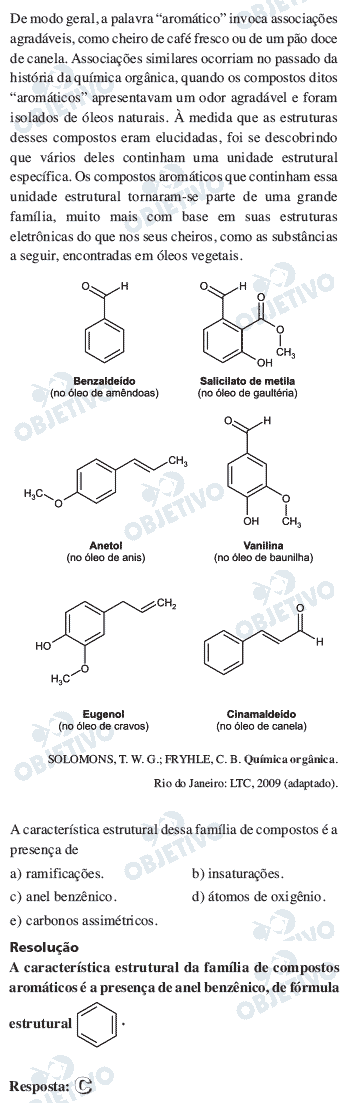 De modo geral, a palavra “aromático” invoca associações
agradáveis, como cheiro de café fresco ou de um pão doce
de canela. Associações similares ocorriam no passado da
história da química orgânica, quando os compostos ditos
“aromáticos” apresentavam um odor agradável e foram
isolados de óleos naturais. À medida que as estruturas
desses compostos eram elucidadas, foi se descobrindo
que vários deles continham uma unidade estrutural
específica. Os compostos aromáticos que continham essa
unidade estrutural tornaram-se parte de uma grande
família, muito mais com base em suas estruturas
eletrônicas do que nos seus cheiros, como as substâncias
a seguir, encontradas em óleos vegetais.
O H
Benzaldeído
(no óleo de amêndoas)
O H O O CH3 OH
Salicilato de metila
(no óleo de gaultéria)
CH3 H3C O
Anetol
(no óleo de anis)
O H O OH CH3
Vanilina
(no óleo de baunilha)
CH2 HO O H3C
Eugenol
(no óleo de cravos)
O H
Cinamaldeído
(no óleo de canela)
SOLOMONS, T. W. G.; FRYHLE, C. B. Química orgânica.
Rio do Janeiro: LTC, 2009 (adaptado).
A característica estrutural dessa família de compostos é a
presença de
a) ramificações. b) insaturações.
c) anel benzênico. d) átomos de oxigênio.
e) carbonos assimétricos.
Resolução
A característica estrutural da família de compostos
aromáticos é a presença de anel benzênico, de fórmula
estrutural .
Resposta: C
OBJETIVO